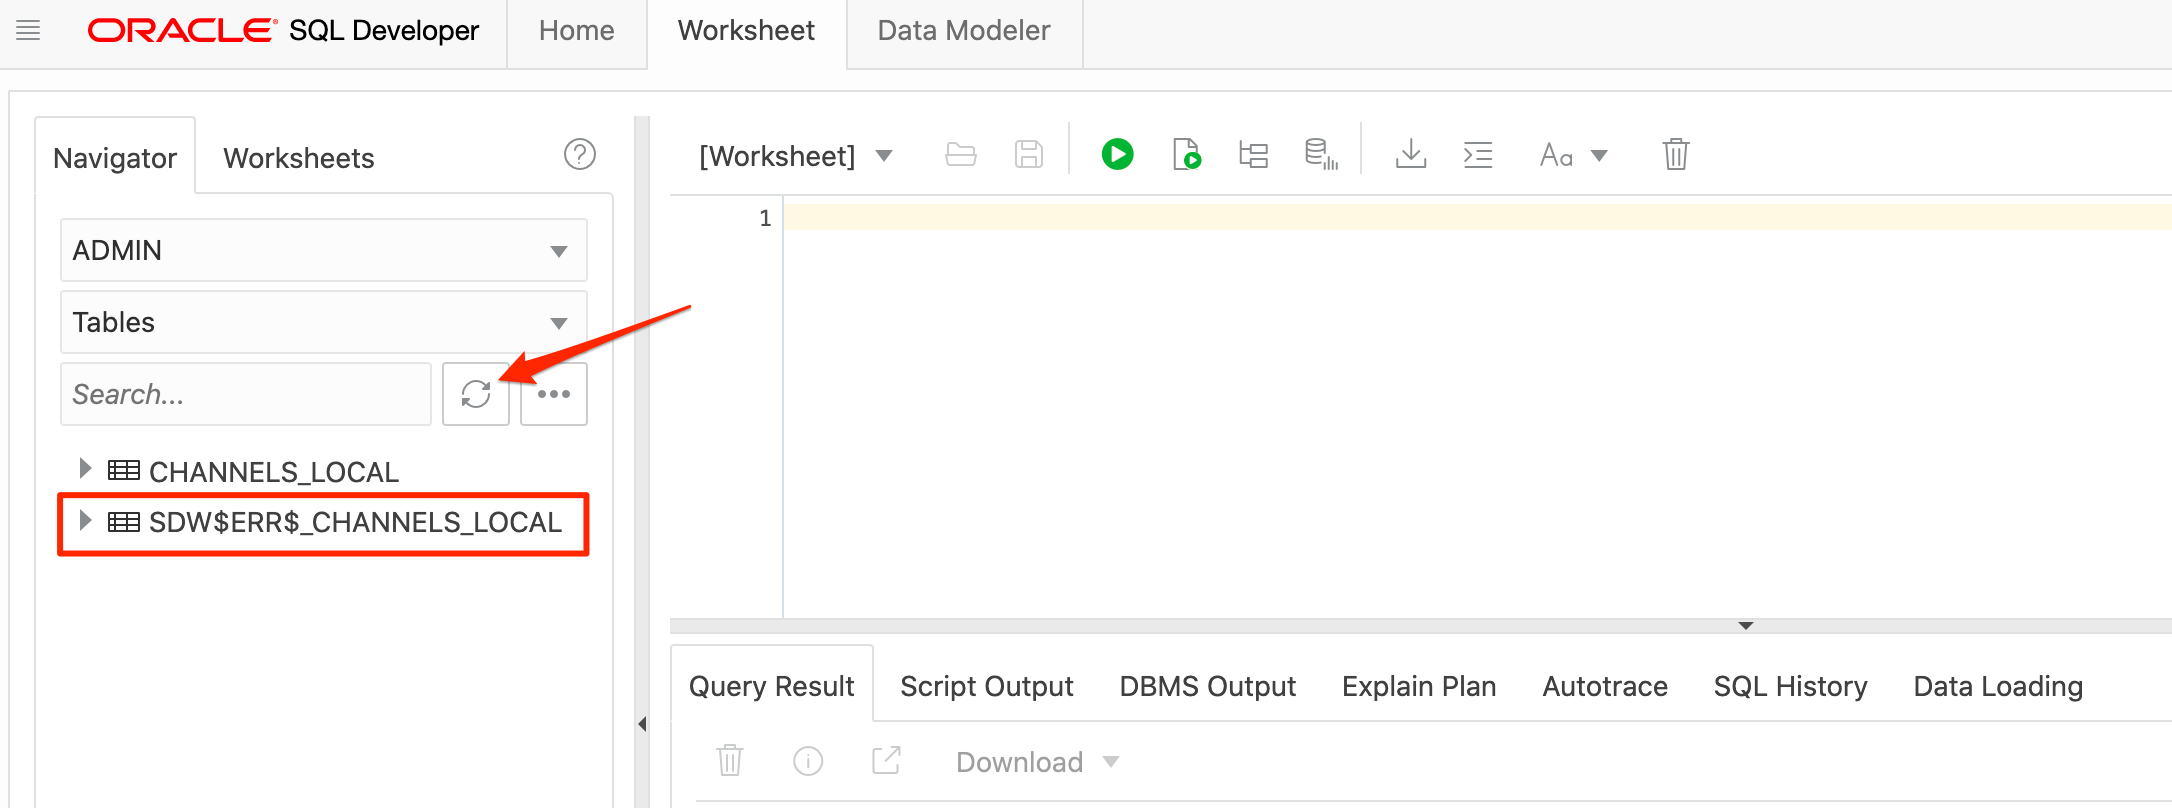 ORACLE SQL Developer
Home
Worksheet
Data Modeler
Navigator
Worksheets
?
ADMIN
Tables
Search...
CHANNELS_LOCAL
SDW$ERR$_CHANNELS_LOCAL
[Worksheet]
Aa
1
Query Result
Script Output
DBMS Output
Explain Plan
Autotrace
SQL History
Data Loading
Download